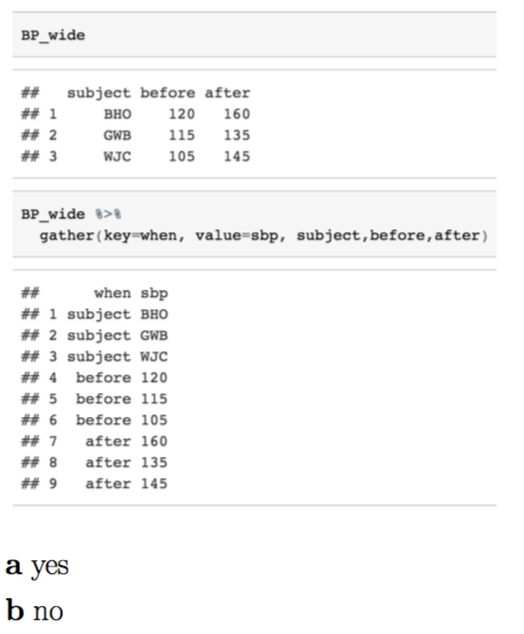 BP_wide
##   subject before after
## 1     BHO    120   160
## 2     GWB    115   135
## 3     WJC    105   145
BP_wide %>%
  gather(key=when, value=sbp, subject,before,after)
##      when sbp
## 1 subject BHO
## 2 subject GWB
## 3 subject WJC
## 4  before 120
## 5  before 115
## 6  before 105
## 7   after 160
## 8   after 135
## 9   after 145
a yes
b no